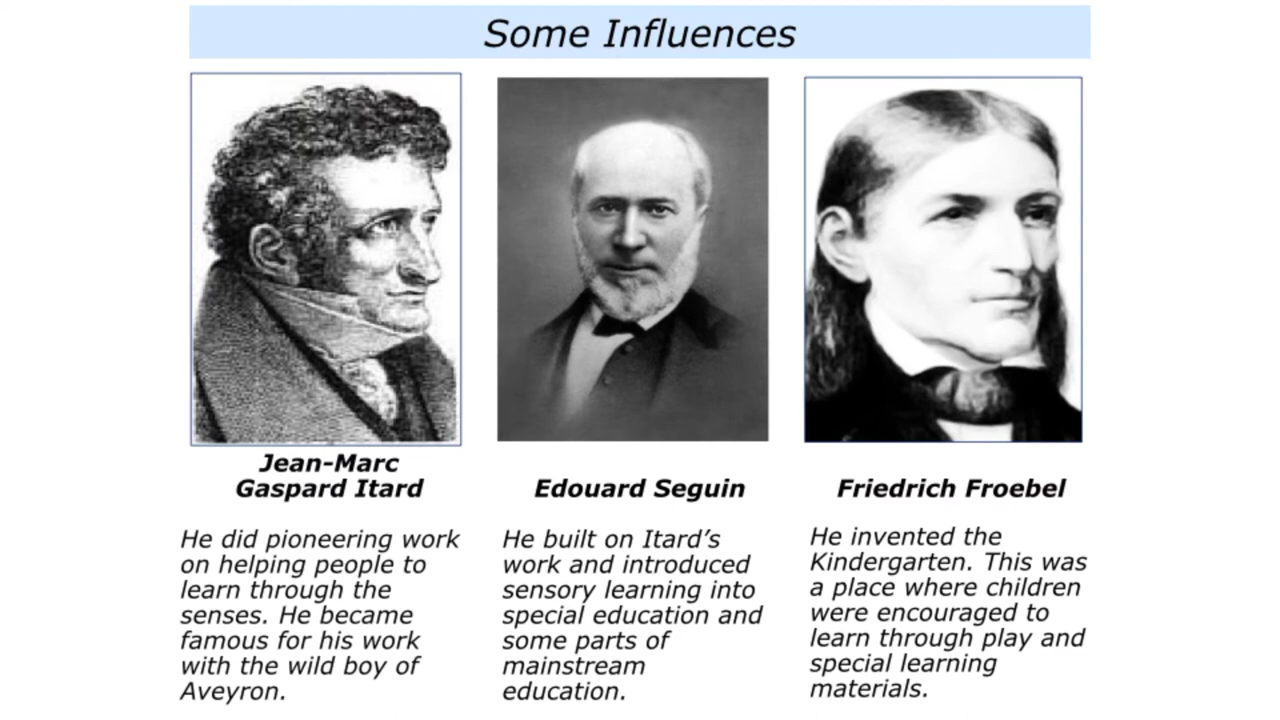 Some Influences
Jean-Marc
Gaspard Itard
He did pioneering work
on helping people to
learn through the
senses. He became
famous for his work
with the wild boy of
Aveyron.
Edouard Seguin
He built on Itard’s
work and introduced
sensory learning into
special education and
some parts of
mainstream
education.
Friedrich Froebel
He invented the
Kindergarten. This was
a place where children
were encouraged to
learn through play and
special learning
materials.